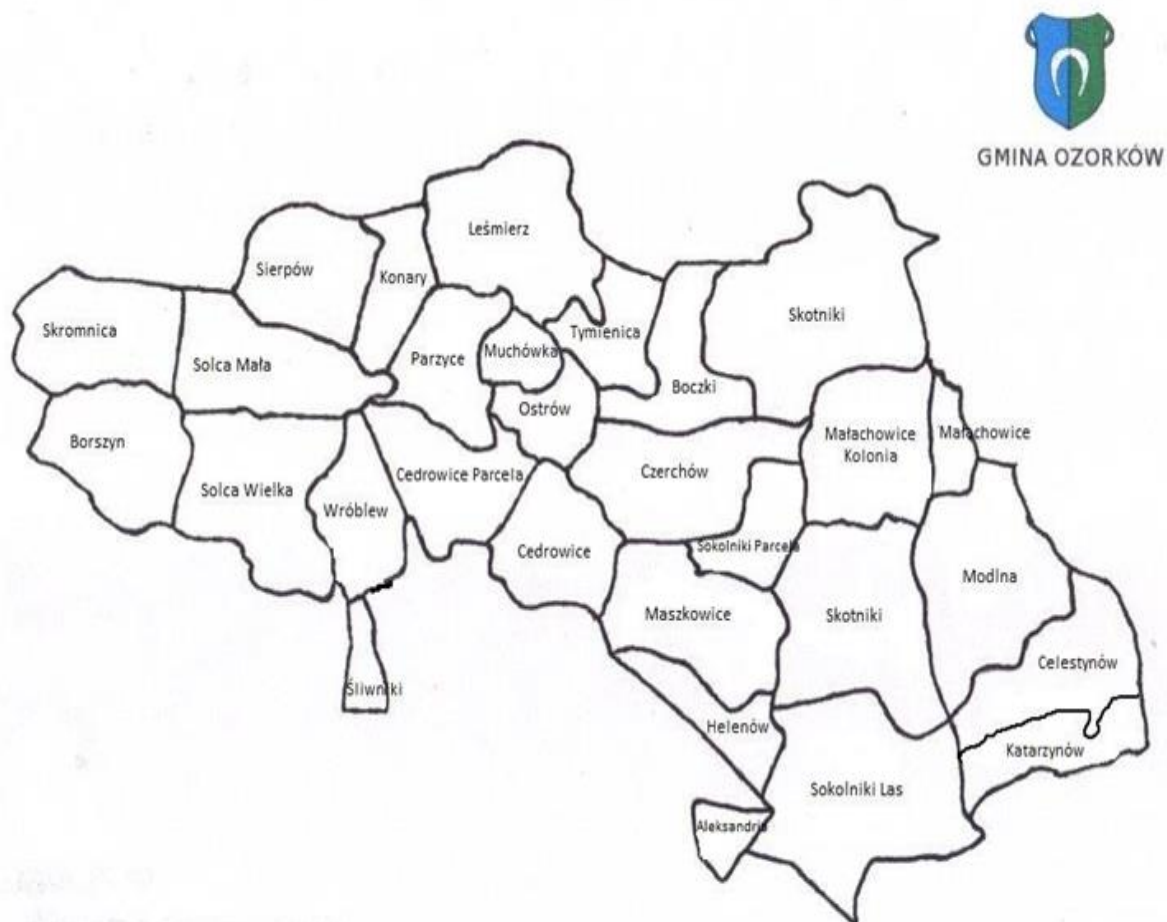 GMINA OZORKÓW
Leśmierz
Sierpów
Konary
Skotniki
Skromnica
Tymienica
Solca Mała
Parzyce
Muchówka
Boczki
Ostrów
Borszyn
Małachowice
Kolonia
Małachowice
Cedrowice Parcela
Czerchów
Solca Wielka
Wróblew
Cedrowice
Sokolniki Parcela
Modlna
Maszkowice
Skotniki
Celestynów
Śliwniki
Helenów
Katarzynów
Sokolniki Las
Aleksandria